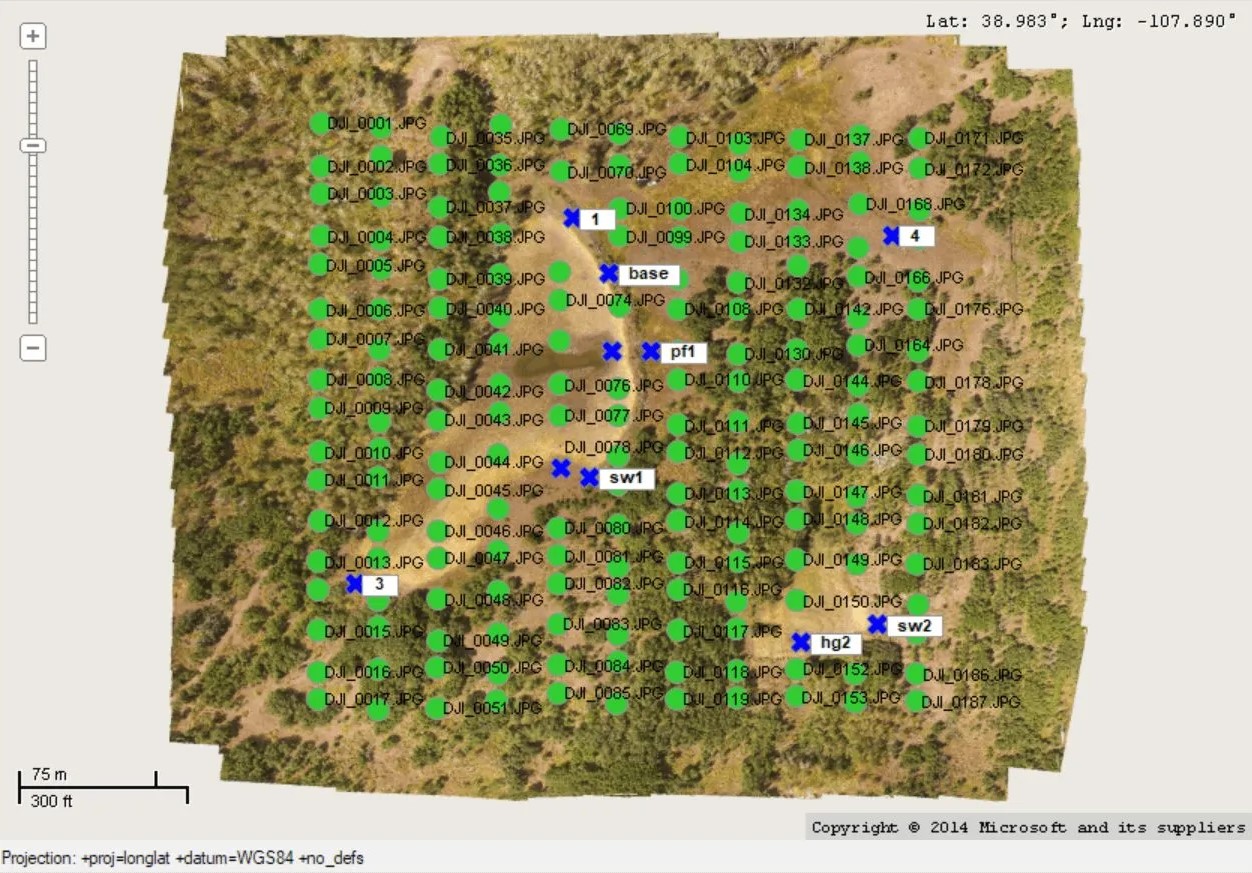 Lat: 38.983°; Lng: -107.890°
DJI_0001.JPG
DJI_0035.JPG
DJI_0069.JPG
DJI_0103.JPG
DJI_0137.JPG
DJI_0171.JPG
DJI_0002.JPG
DJI_0036.JPG
DJI_0070.JPG
DJI_0104.JPG
DJI_0138.JPG
DJI_0172.JPG
DJI_0003.JPG
DJI_0037.JPG
1
DJI_0100.JPG
DJI_0134.JPG
DJI_0168.JPG
DJI_0004.JPG
DJI_0038.JPG
DJI_0099.JPG
DJI_0133.JPG
4
DJI_0005.JPG
DJI_0039.JPG
base
DJI_0132.JPG
DJI_0166.JPG
DJI_0006.JPG
DJI_0040.JPG
DJI_0074.JPG
DJI_0108.JPG
DJI_0142.JPG
DJI_0176.JPG
DJI_0007.JPG
DJI_0041.JPG
pf1
DJI_0130.JPG
DJI_0164.JPG
DJI_0008.JPG
DJI_0042.JPG
DJI_0076.JPG
DJI_0110.JPG
DJI_0144.JPG
DJI_0178.JPG
DJI_0009.JPG
DJI_0043.JPG
DJI_0077.JPG
DJI_0111.JPG
DJI_0145.JPG
DJI_0179.JPG
DJI_0010.JPG
DJI_0044.JPG
DJI_0078.JPG
DJI_0112.JPG
DJI_0146.JPG
DJI_0180.JPG
DJI_0011.JPG
DJI_0045.JPG
sw1
DJI_0113.JPG
DJI_0147.JPG
DJI_0181.JPG
DJI_0012.JPG
DJI_0046.JPG
DJI_0080.JPG
DJI_0114.JPG
DJI_0148.JPG
DJI_0182.JPG
DJI_0013.JPG
DJI_0047.JPG
DJI_0081.JPG
DJI_0115.JPG
DJI_0149.JPG
DJI_0183.JPG
3
DJI_0048.JPG
DJI_0082.JPG
DJI_0116.JPG
DJI_0150.JPG
DJI_0015.JPG
DJI_0049.JPG
DJI_0083.JPG
DJI_0117.JPG
hg2
sw2
DJI_0016.JPG
DJI_0050.JPG
DJI_0084.JPG
DJI_0118.JPG
DJI_0152.JPG
DJI_0186.JPG
DJI_0017.JPG
DJI_0051.JPG
DJI_0085.JPG
DJI_0119.JPG
DJI_0153.JPG
DJI_0187.JPG
75 m
300 ft
Copyright © 2014 Microsoft and its suppliers
Projection: +proj=longlat +datum=WGS84 +no_defs